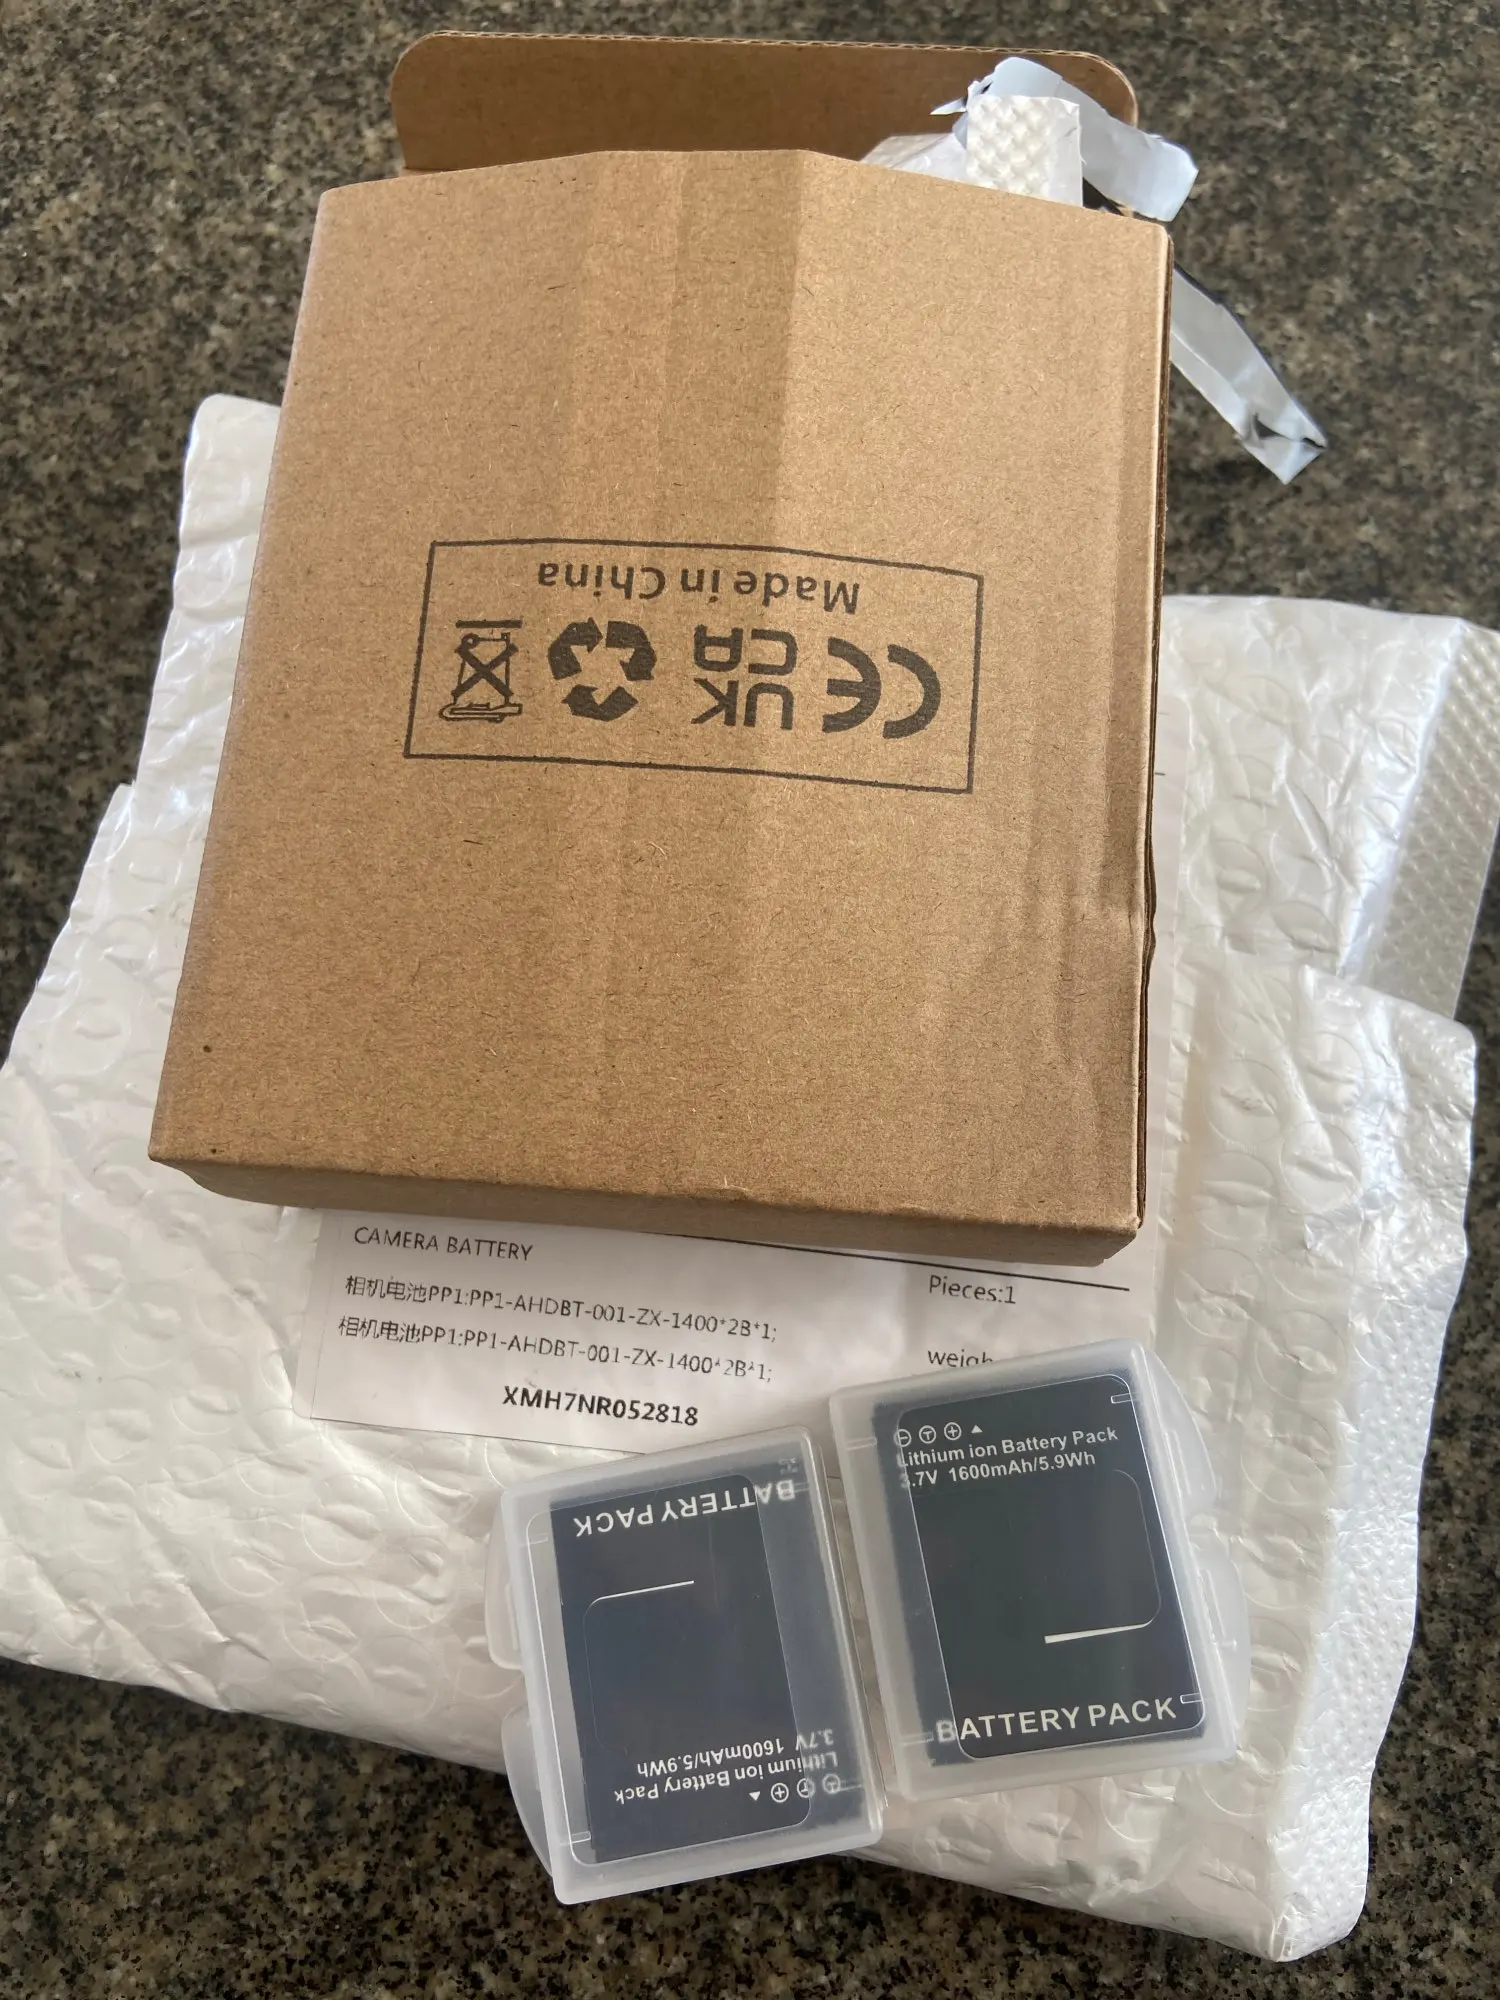 Made in China
CE UK
CA
CAMERA BATTERY
相机电池PP1:PP1-AHDBT-001-ZX-1400*2B*1;
相机电池PP1:PP1-AHDBT-001-ZX-1400*2B*1;
XMH7NR052818
Pieces:1
Lithium ion Battery Pack
3.7V 1600mAh/5.9Wh
BATTERY PACK
BATTERY PACK
Lithium ion Battery Pack
3.7V 1600mAh/5.9Wh